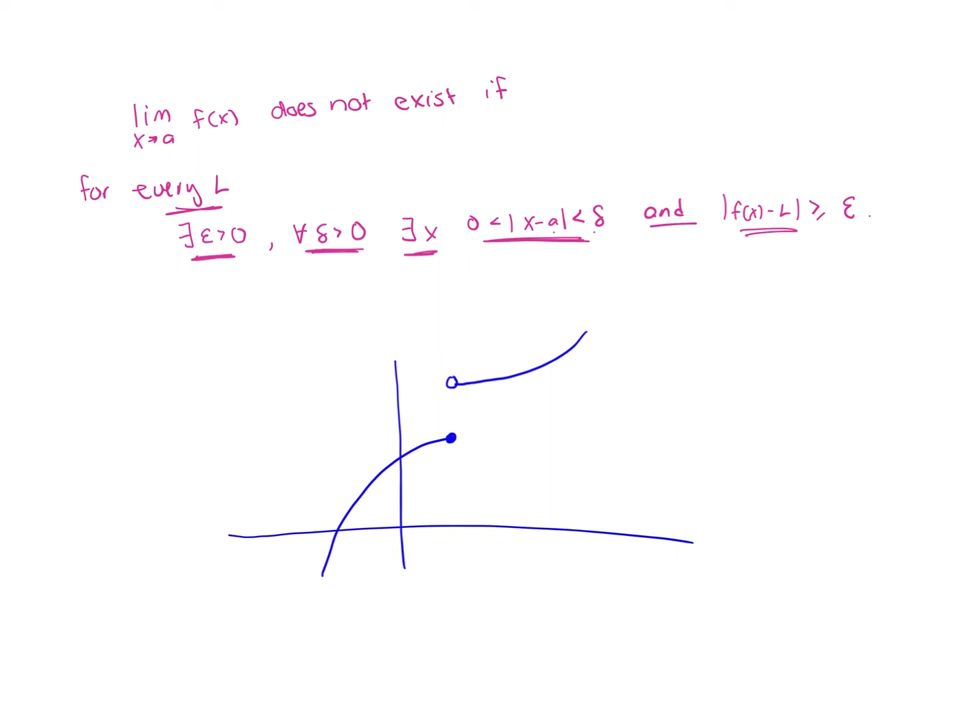 lim f(x) does not exist if
x→a
for every L
∃ε>0, ∀δ>0 ∃x 0<|x-a|<δ and |f(x)-L|≥ε.